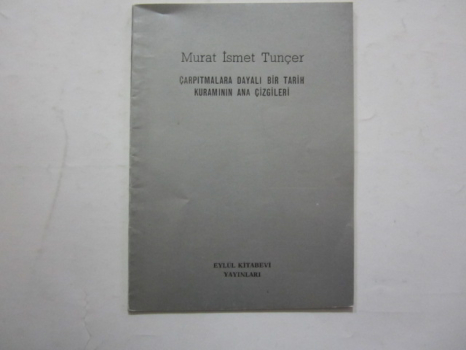 Murat İsmet Tunçer
ÇARPITMALARA DAYALI BİR TARİH
KURAMININ ANA ÇİZGİLERİ
EYLÜL KİTABEVİ
YAYINLARI